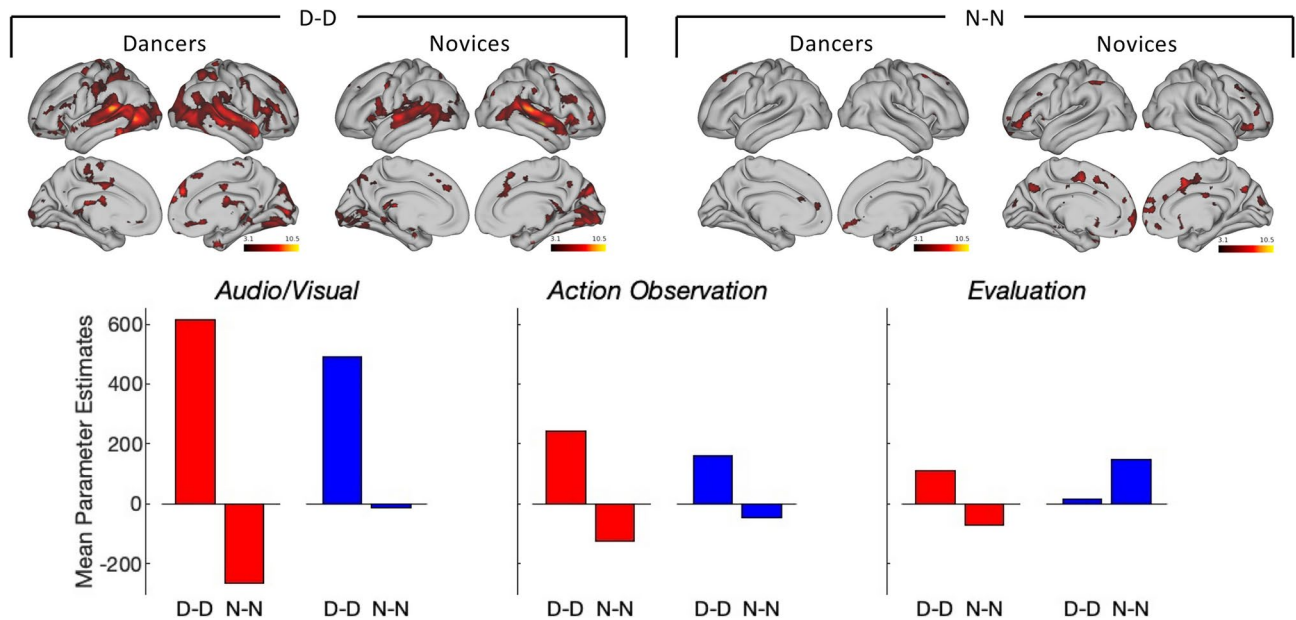 D-D
N-N
Dancers
Novices
Dancers
Novices
3.1 10.5
3.1 10.5
3.1 10.5
3.1 10.5
Audio/Visual
Action Observation
Evaluation
Mean Parameter Estimates
600
400
200
0
-200
D-D N-N D-D N-N D-D N-N D-D N-N D-D N-N D-D N-N